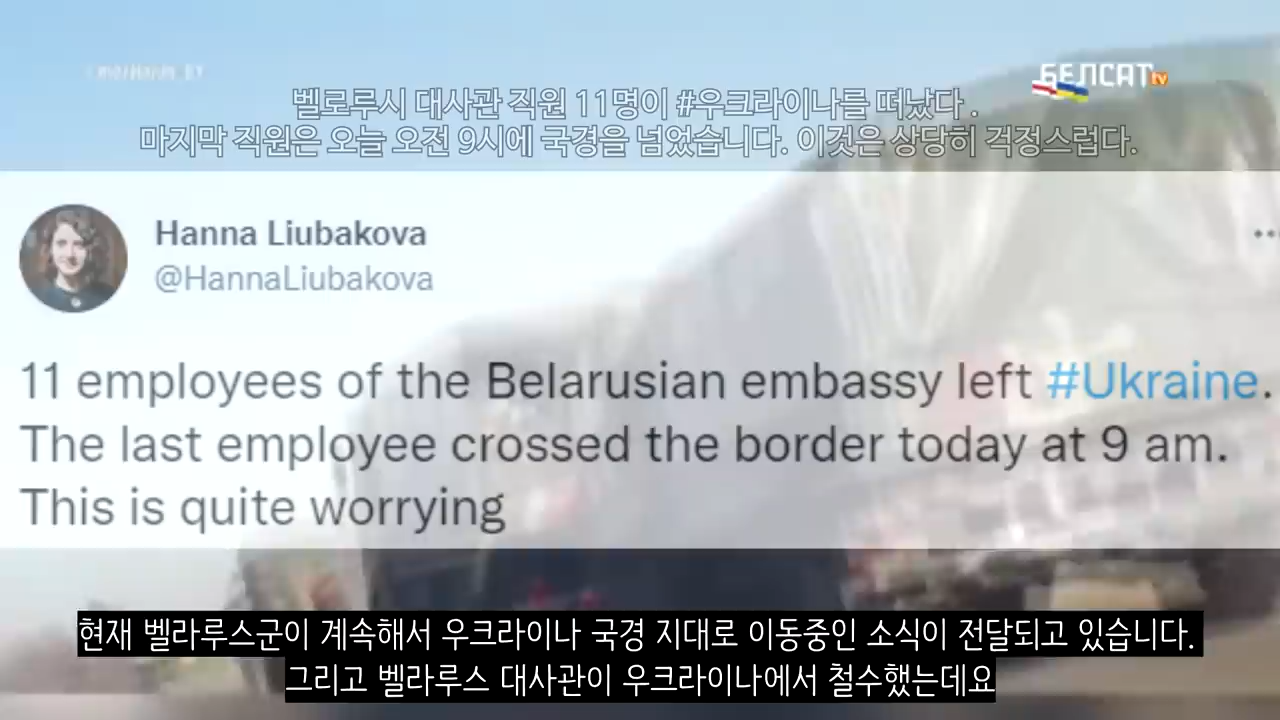 БЕЛСАТ tv
벨로루시 대사관 직원 11명이 #우크라이나를 떠났다 .
마지막 직원은 오늘 오전 9시에 국경을 넘었습니다. 이것은 상당히 걱정스럽다.
Hanna Liubakova
@HannaLiubakova
11 employees of the Belarusian embassy left #Ukraine.
The last employee crossed the border today at 9 am.
This is quite worrying
현재 벨라루스군이 계속해서 우크라이나 국경 지대로 이동중인 소식이 전달되고 있습니다.
그리고 벨라루스 대사관이 우크라이나에서 철수했는데요